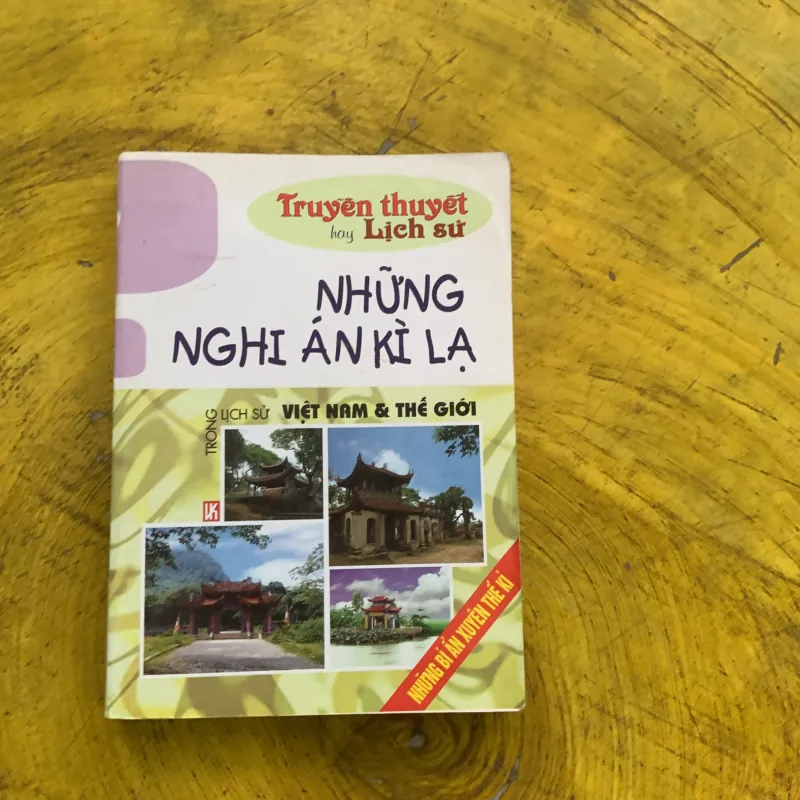 Truyền thuyết
hay Lịch sử
NHỮNG
NGHI ÁN KÌ LẠ
TRONG LỊCH SỬ VIỆT NAM & THẾ GIỚI
VK
NHỮNG BÍ ẨN XUYÊN THẾ KỈ